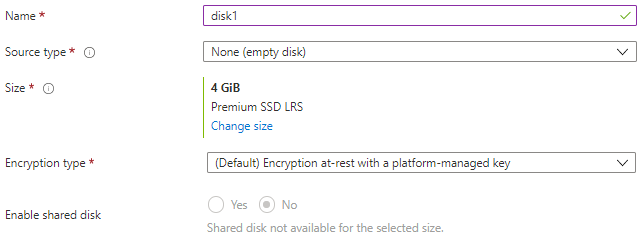 Name *
disk1
Source type *
None (empty disk)
Size *
4 GiB
Premium SSD LRS
Change size
Encryption type *
(Default) Encryption at-rest with a platform-managed key
Enable shared disk
Yes No
Shared disk not available for the selected size.